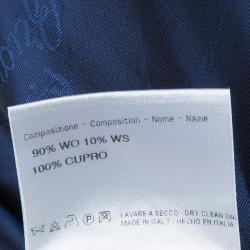 Composizione - Composition - Nome - Name
90% WO 10% WS
100% CUPRO
LAVARE A SECCO - DRY CLEAN ONLY
MADE IN ITALY - HECHO EN ITALIA